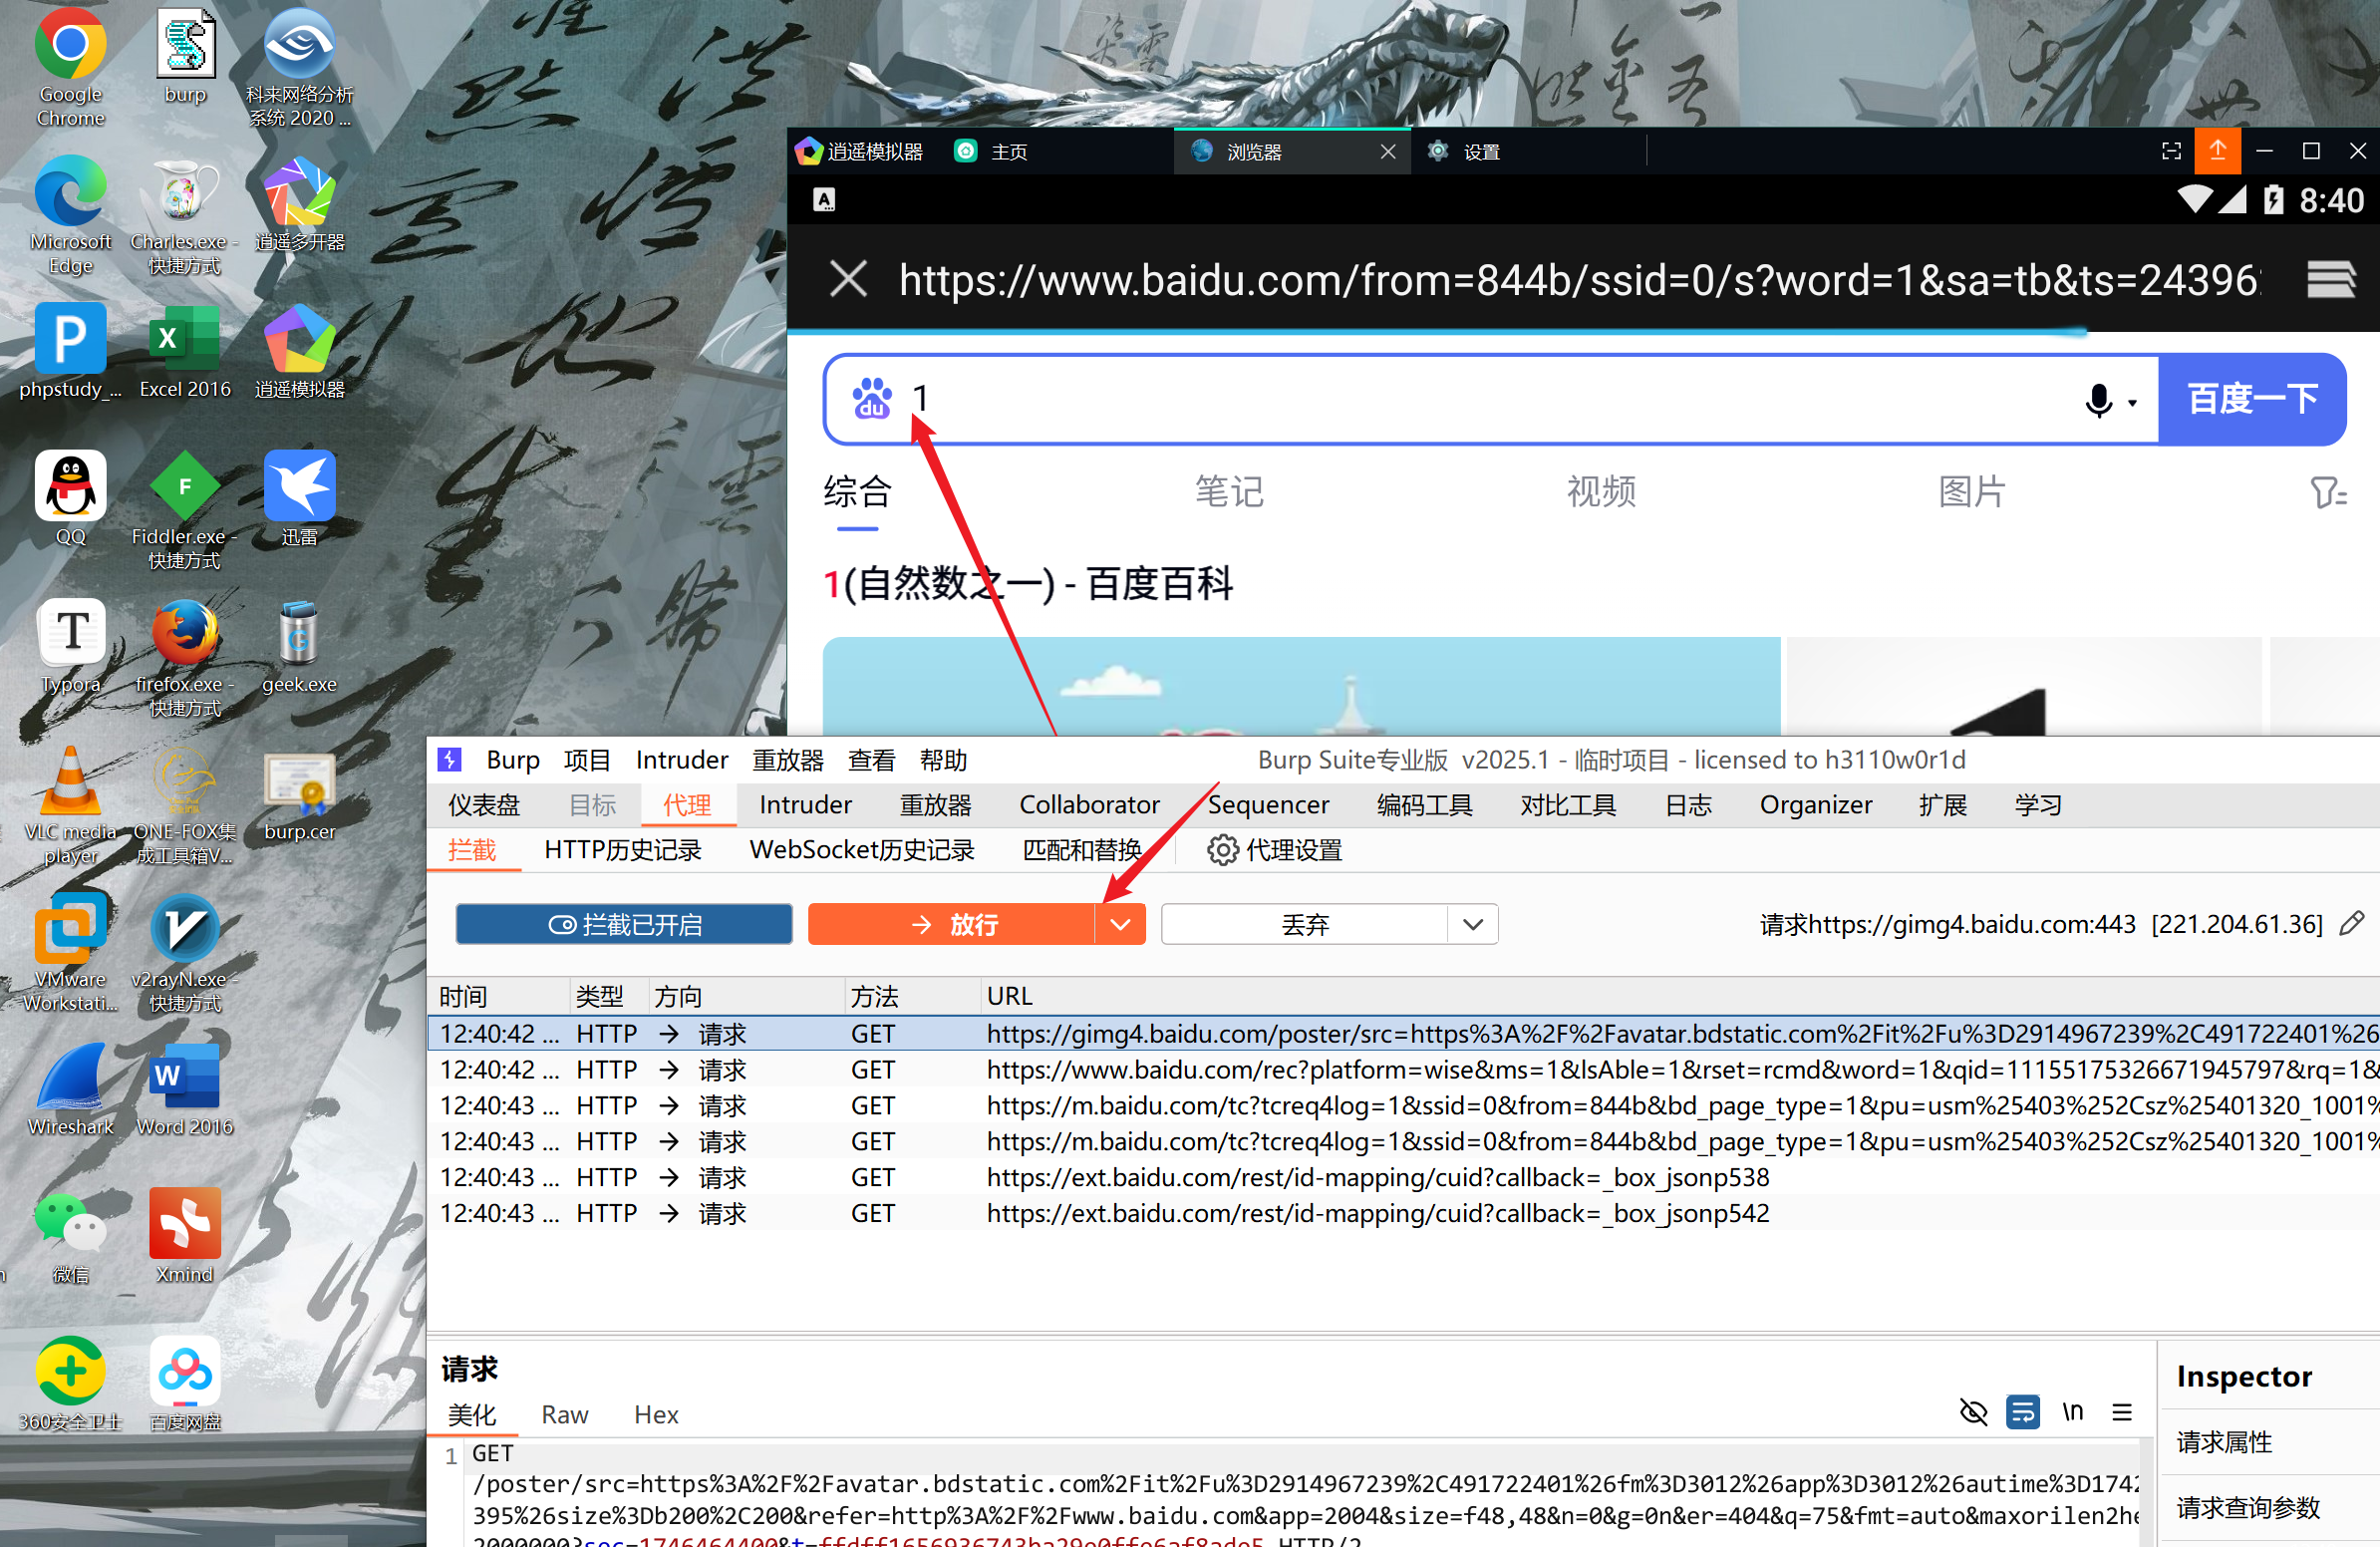 Google
Chrome
burp
科来网络分析
系统 2020 ...
Microsoft
Edge
Charles.exe -
快捷方式
逍遥多开器
phpstudy_...
Excel 2016
逍遥模拟器
QQ
Fiddler.exe -
快捷方式
迅雷
Typora
firefox.exe -
快捷方式
geek.exe
VLC media
player
ONE-FOX集
成工具箱V...
burp.cer
VMware
Workstati...
v2rayN.exe -
快捷方式
Wireshark
Word 2016
微信
Xmind
360安全卫士
百度网盘
逍遥模拟器 主页 浏览器 设置
8:40
https://www.baidu.com/from=844b/ssid=0/s?word=1&sa=tb&ts=24396
du 1 百度一下
综合 笔记 视频 图片
1(自然数之一) - 百度百科
Burp 项目 Intruder 重放器 查看 帮助 Burp Suite专业版 v2025.1 - 临时项目 - licensed to h3110w0r1d
仪表盘 目标 代理 Intruder 重放器 Collaborator Sequencer 编码工具 对比工具 日志 Organizer 扩展 学习
拦截 HTTP历史记录 WebSocket历史记录 匹配和替换 代理设置
拦截已开启 放行 丢弃 请求https://gimg4.baidu.com:443 [221.204.61.36]
时间 类型 方向 方法 URL
12:40:42 ... HTTP → 请求 GET https://gimg4.baidu.com/poster/src=https%3A%2F%2Favatar.bdstatic.com%2Fit%2Fu%3D2914967239%2C491722401%26
12:40:42 ... HTTP → 请求 GET https://www.baidu.com/rec?platform=wise&ms=1&lsAble=1&rset=rcmd&word=1&qid=11155175326671945797&rq=1&
12:40:43 ... HTTP → 请求 GET https://m.baidu.com/tc?tcreq4log=1&ssid=0&from=844b&bd_page_type=1&pu=usm%25403%252Csz%25401320_1001%
12:40:43 ... HTTP → 请求 GET https://m.baidu.com/tc?tcreq4log=1&ssid=0&from=844b&bd_page_type=1&pu=usm%25403%252Csz%25401320_1001%
12:40:43 ... HTTP → 请求 GET https://ext.baidu.com/rest/id-mapping/cuid?callback=_box_jsonp538
12:40:43 ... HTTP → 请求 GET https://ext.baidu.com/rest/id-mapping/cuid?callback=_box_jsonp542
请求
美化 Raw Hex \n
Inspector
请求属性
请求查询参数
1 GET
/poster/src=https%3A%2F%2Favatar.bdstatic.com%2Fit%2Fu%3D2914967239%2C491722401%26fm%3D3012%26app%3D3012%26autime%3D1742
395%26size%3Db200%2C200&refer=http%3A%2F%2Fwww.baidu.com&app=2004&size=f48,48&n=0&g=0n&er=404&q=75&fmt=auto&maxorilen2he